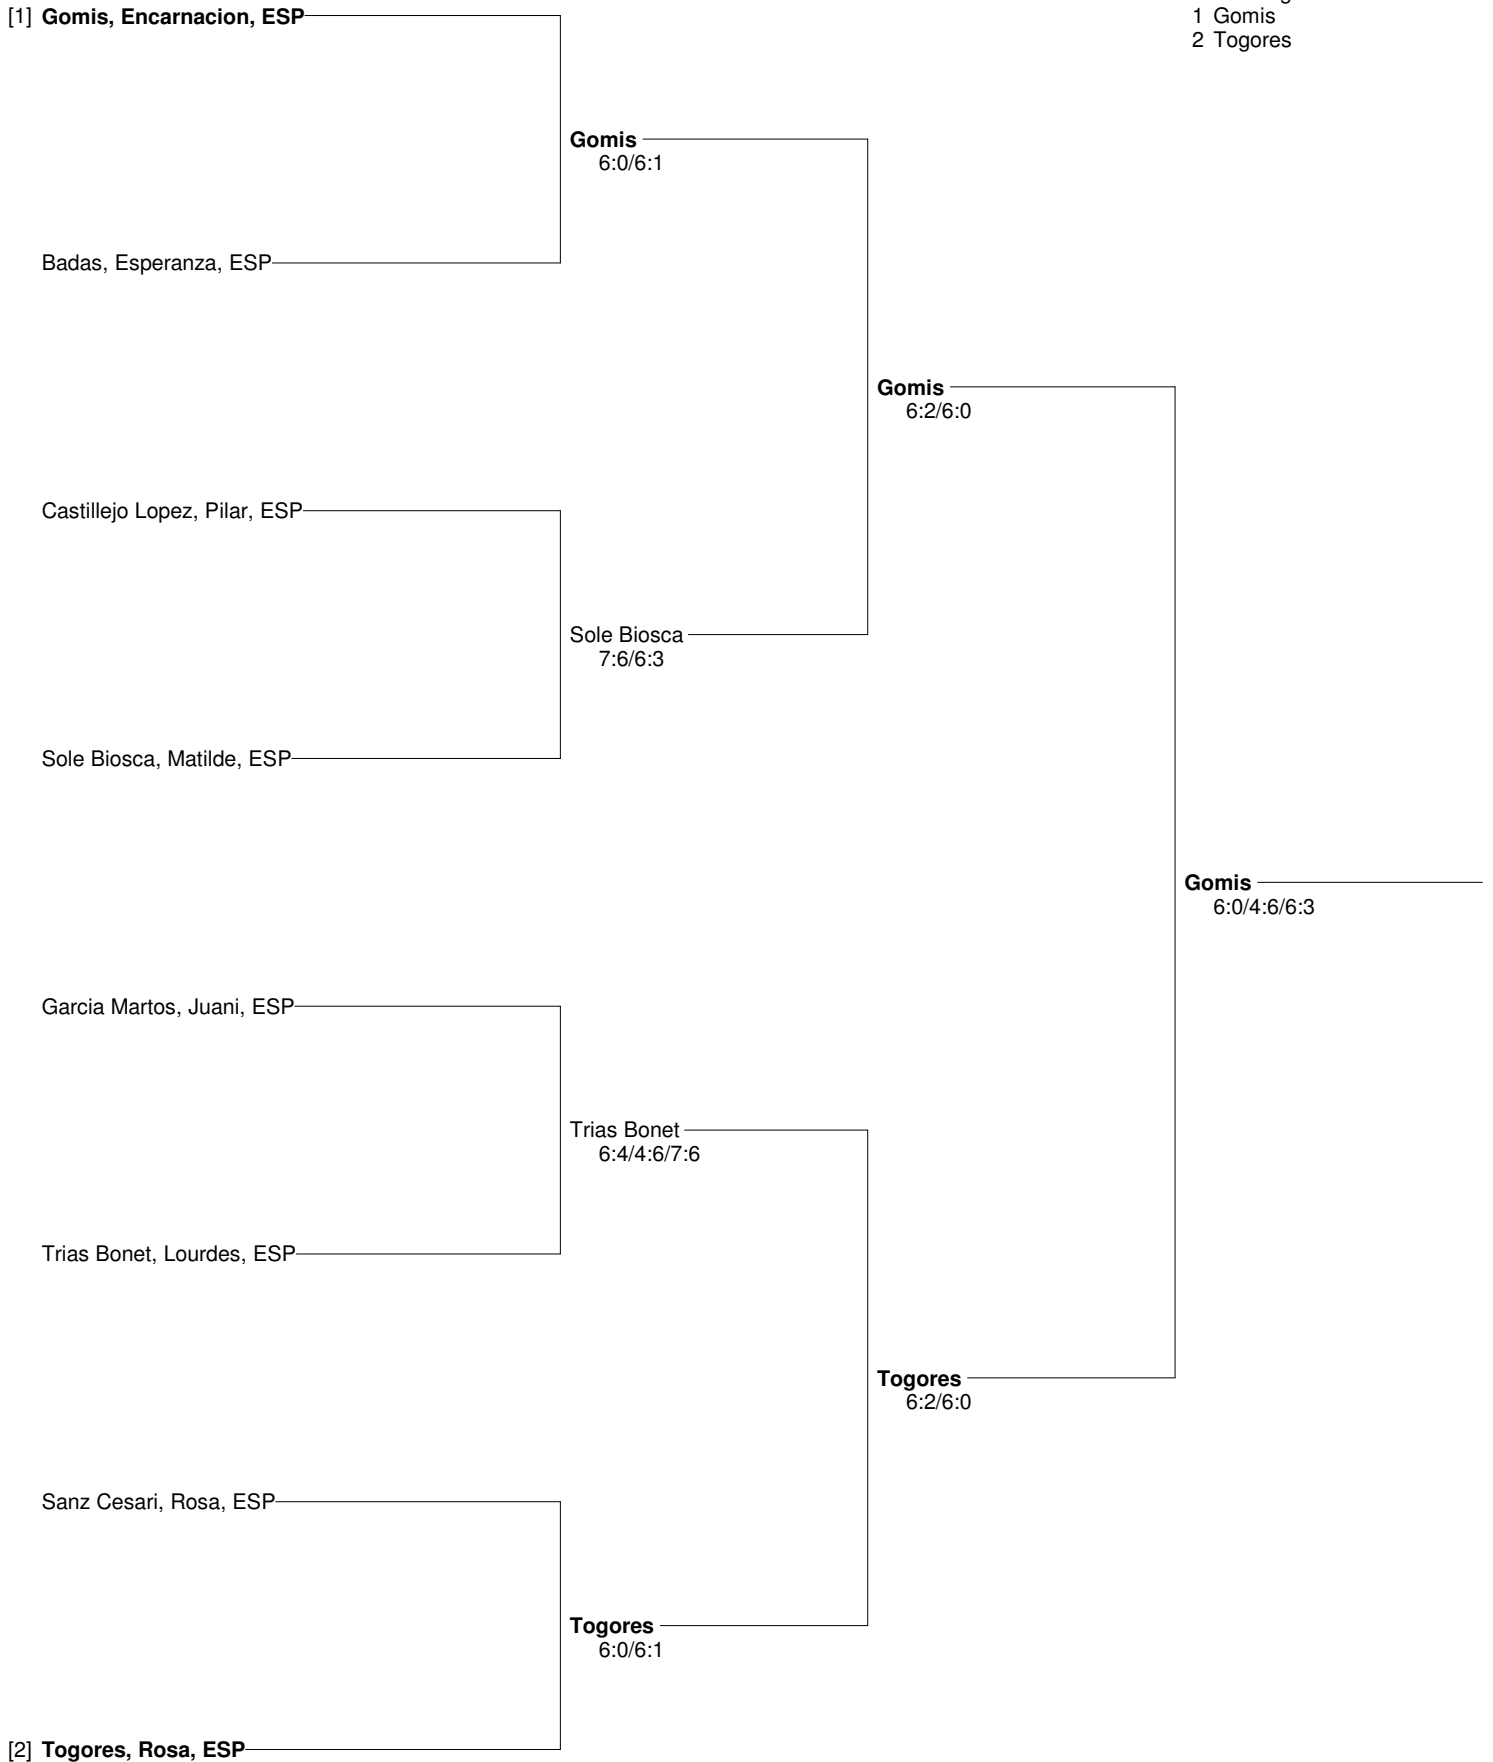 [1] Gomis, Encarnacion, ESP
1 Gomis
2 Togores
Gomis
6:0/6:1
Badas, Esperanza, ESP
Gomis
6:2/6:0
Castillejo Lopez, Pilar, ESP
Sole Biosca
7:6/6:3
Sole Biosca, Matilde, ESP
Gomis
6:0/4:6/6:3
Garcia Martos, Juani, ESP
Trias Bonet
6:4/4:6/7:6
Trias Bonet, Lourdes, ESP
Togores
6:2/6:0
Sanz Cesari, Rosa, ESP
Togores
6:0/6:1
[2] Togores, Rosa, ESP